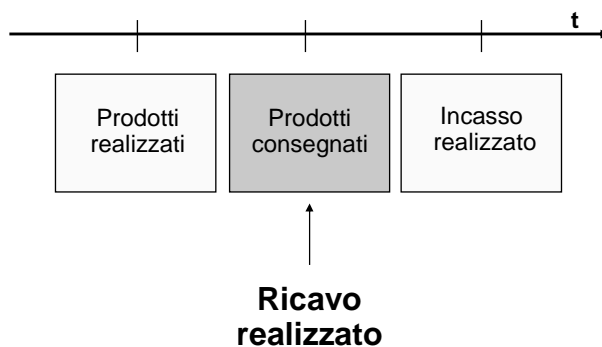 t
Prodotti
realizzati
Prodotti
consegnati
Incasso
realizzato
Ricavo
realizzato